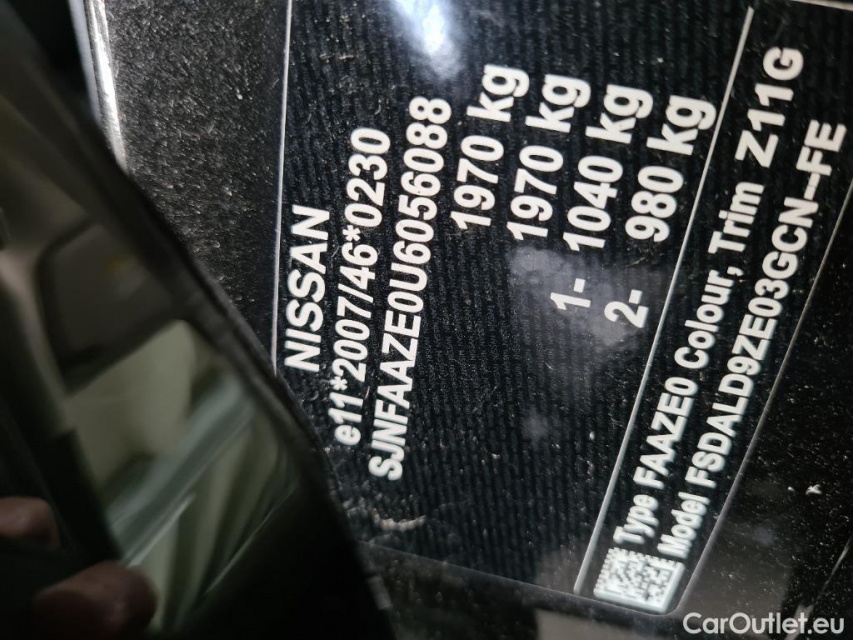 NISSAN
e11*2007/46*0230
SJNFAAZE0U6056088
1970 kg
1970 kg
1- 1040 kg
2- 980 kg
Type FAAZE0 Colour, Trim Z11G
Model FSDALD9ZE03GCN-FE
CarOutlet.eu